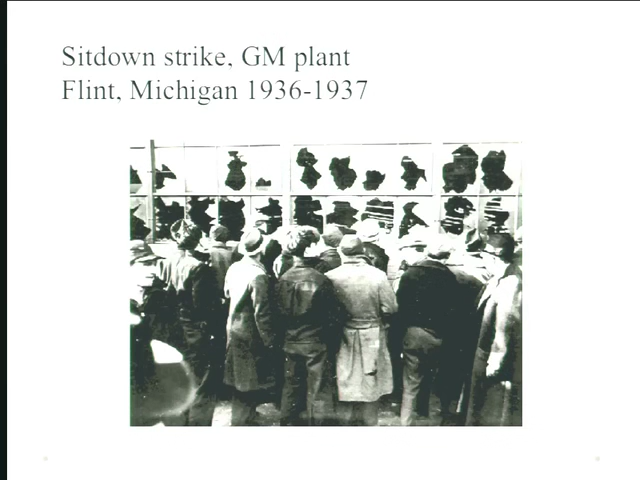 Sitdown strike, GM plant
Flint, Michigan 1936-1937